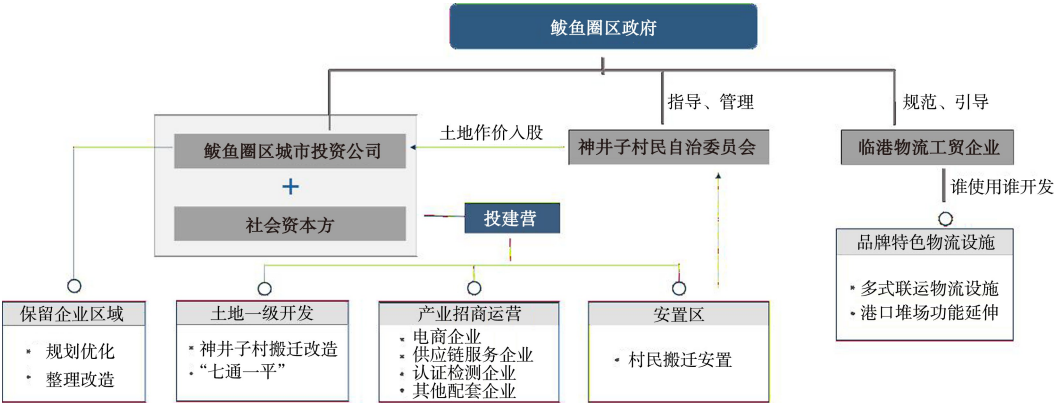 鲅鱼圈区政府
指导、管理
规范、引导
土地作价入股
鲅鱼圈区城市投资公司
神井子村民自治委员会
临港物流工贸企业
+
谁使用谁开发
社会资本方
投建营
品牌特色物流设施
多式联运物流设施
港口堆场功能延伸
保留企业区域
规划优化
整理改造
土地一级开发
神井子村搬迁改造
“七通一平”
产业招商运营
电商企业
供应链服务企业
认证检测企业
其他配套企业
安置区
村民搬迁安置